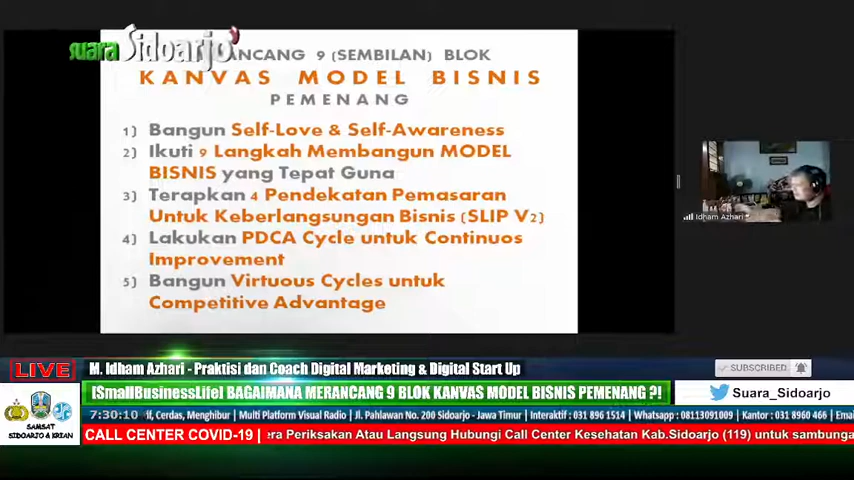 suara Sidoarjo
ANCANG 9 (SEMBILAN) BLOK
KANVAS MODEL BISNIS
PEMENANG
1) Bangun Self-Love & Self-Awareness
2) Ikuti 9 Langkah Membangun MODEL
BISNIS yang Tepat Guna
3) Terapkan 4 Pendekatan Pemasaran
Untuk Keberlangsungan Bisnis (SLIP V2)
4) Lakukan PDCA Cycle untuk Continuos
Improvement
5) Bangun Virtuous Cycles untuk
Competitive Advantage
Idham Azhari
LIVE
M. Idham Azhari - Praktisi dan Coach Digital Marketing & Digital Start Up
SUBSCRIBED
[SmallBusinessLife] BAGAIMANA MERANCANG 9 BLOK KANVAS MODEL BISNIS PEMENANG ?!
Suara_Sidoarjo
SAMSAT
SIDOARJO & KRIAN
7:30:10 if, Cerdas, Menghibur | Multi Platform Visual Radio | Jl. Pahlawan No. 200 Sidoarjo - Jawa Timur | Interaktif : 031 896 1514 | Whatsapp : 08113091009 | Kantor : 031 8960 466 | Ema
CALL CENTER COVID-19 | era Periksakan Atau Langsung Hubungi Call Center Kesehatan Kab.Sidoarjo (119) untuk sambunga